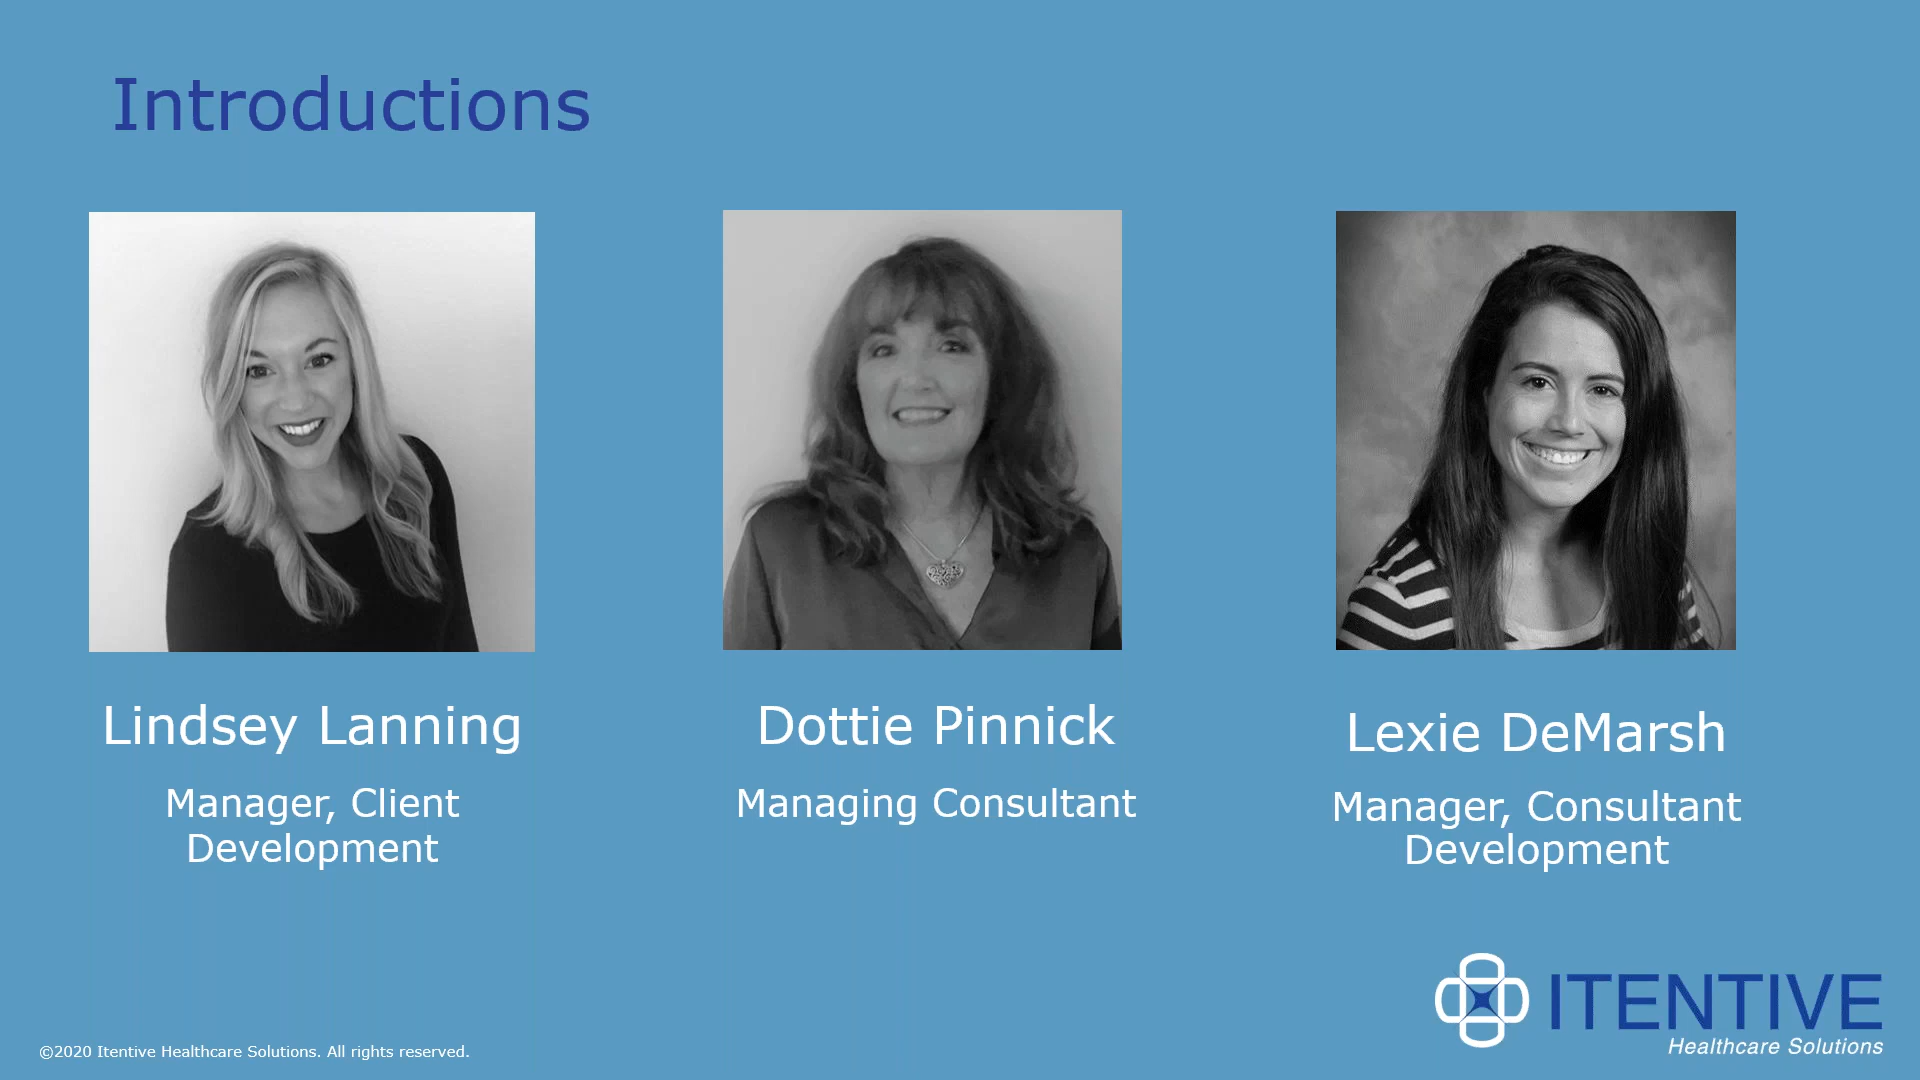 Introductions
Lindsey Lanning
Manager, Client
Development
Dottie Pinnick
Managing Consultant
Lexie DeMarsh
Manager, Consultant
Development
ITENTIVE
Healthcare Solutions
©2020 Itentive Healthcare Solutions. All rights reserved.